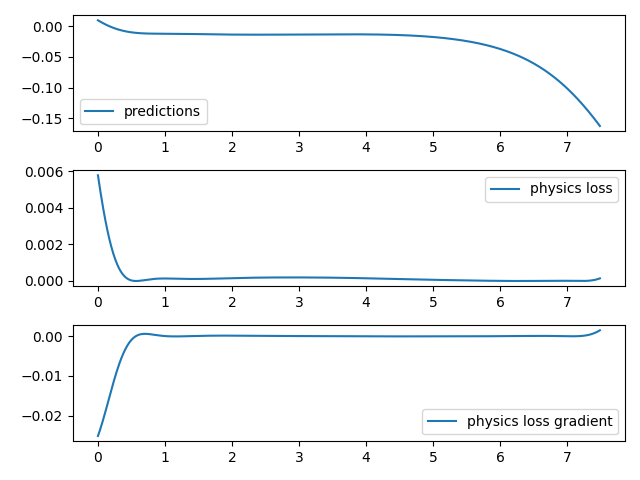 0.00
−0.05
−0.10
−0.15
predictions
0 1 2 3 4 5 6 7
0.006
0.004
0.002
0.000
physics loss
0 1 2 3 4 5 6 7
0.00
−0.01
−0.02
physics loss gradient
0 1 2 3 4 5 6 7